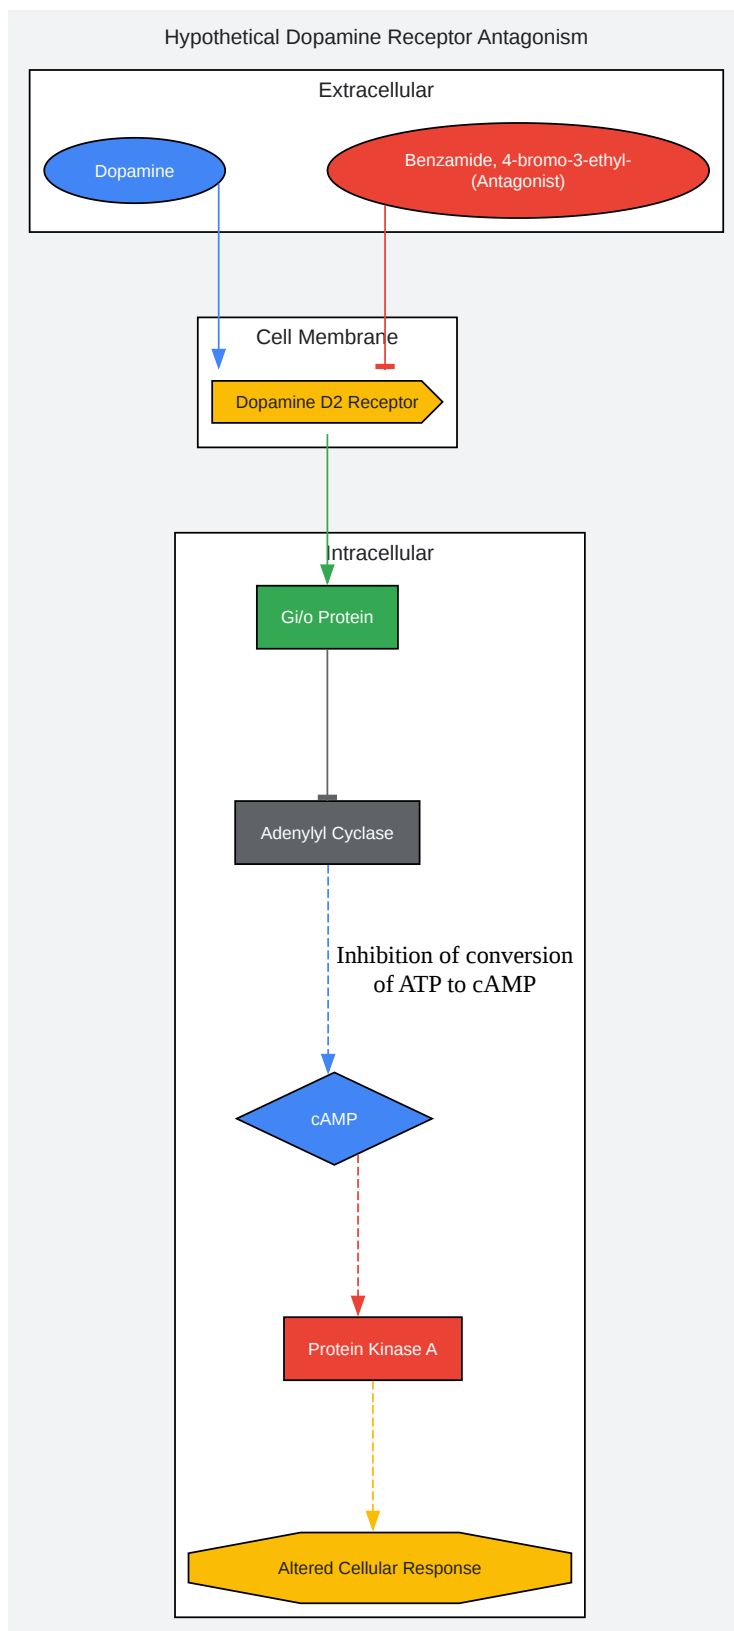 Hypothetical Dopamine Receptor Antagonism
Extracellular
Dopamine
Benzamide, 4-bromo-3-ethyl-
(Antagonist)
Cell Membrane
Dopamine D2 Receptor
Intracellular
Gi/o Protein
Adenylyl Cyclase
Inhibition of conversion
of ATP to cAMP
cAMP
Protein Kinase A
Altered Cellular Response